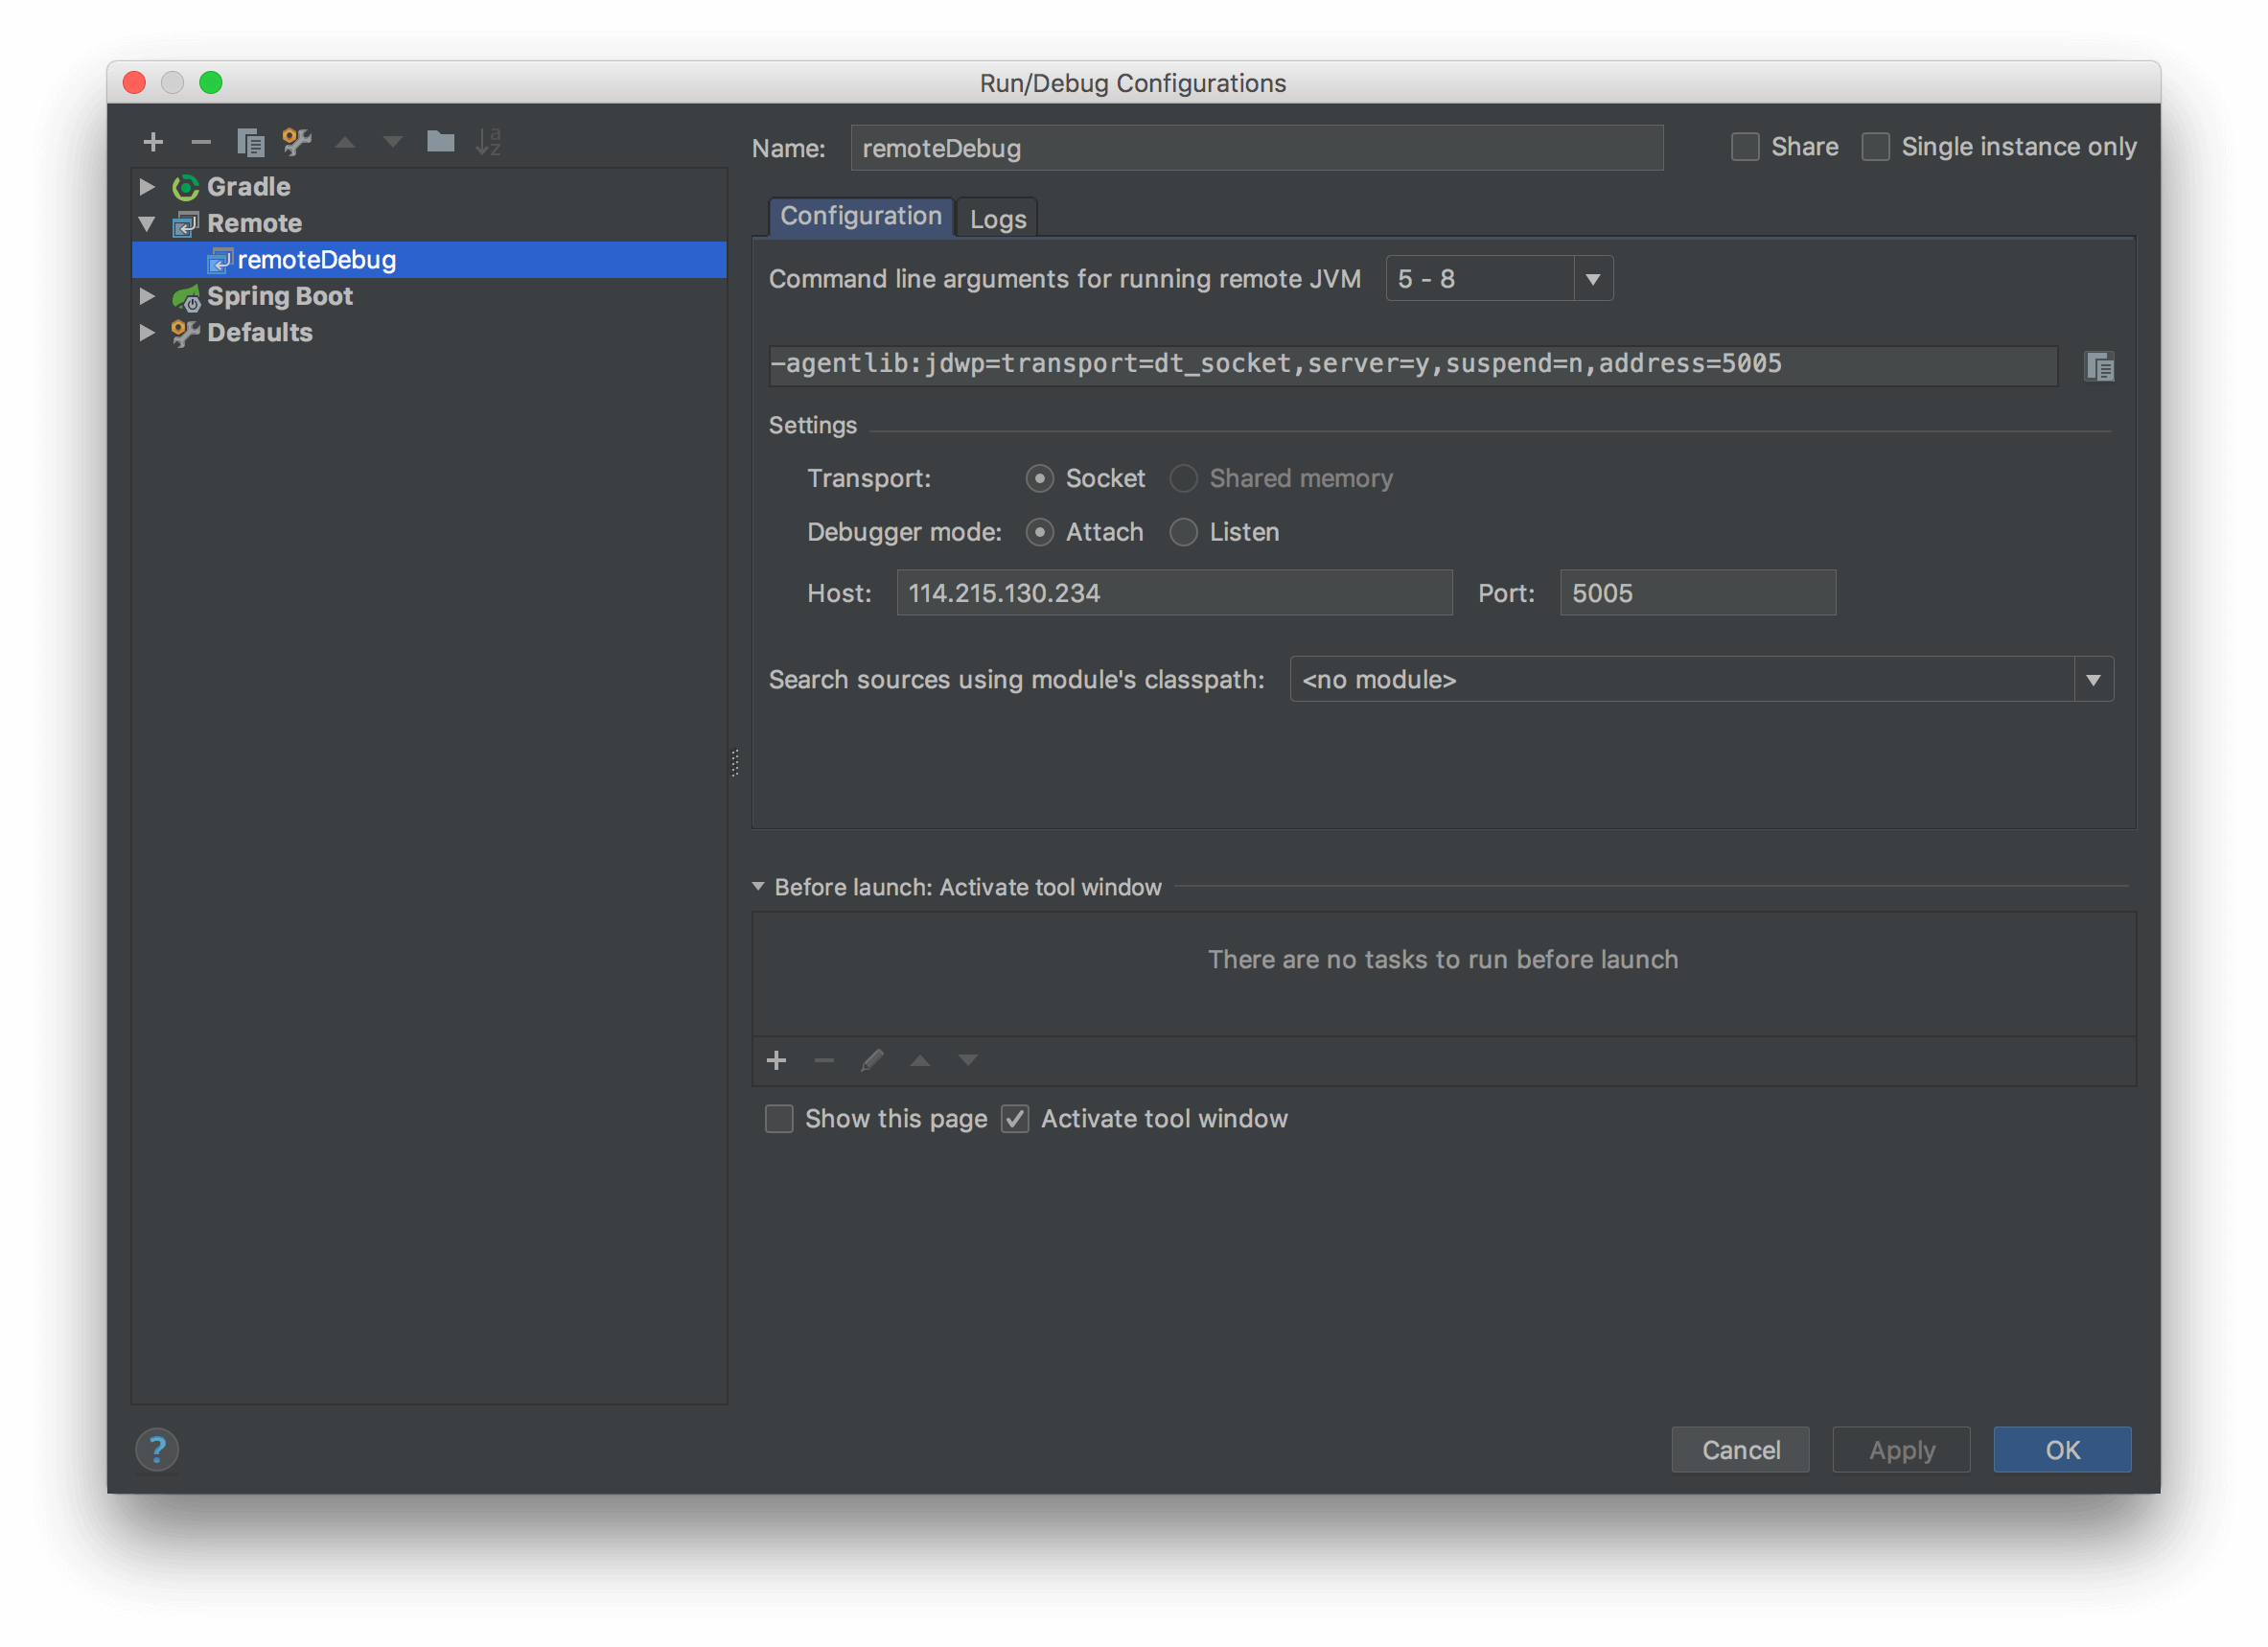 Run/Debug Configurations
Name: remoteDebug Share Single instance only
Gradle
Remote
remoteDebug
Spring Boot
Defaults
Configuration Logs
Command line arguments for running remote JVM 5 - 8
-agentlib:jdwp=transport=dt_socket,server=y,suspend=n,address=5005
Settings
Transport: Socket Shared memory
Debugger mode: Attach Listen
Host: 114.215.130.234 Port: 5005
Search sources using module's classpath: <no module>
Before launch: Activate tool window
There are no tasks to run before launch
Show this page Activate tool window
? Cancel Apply OK